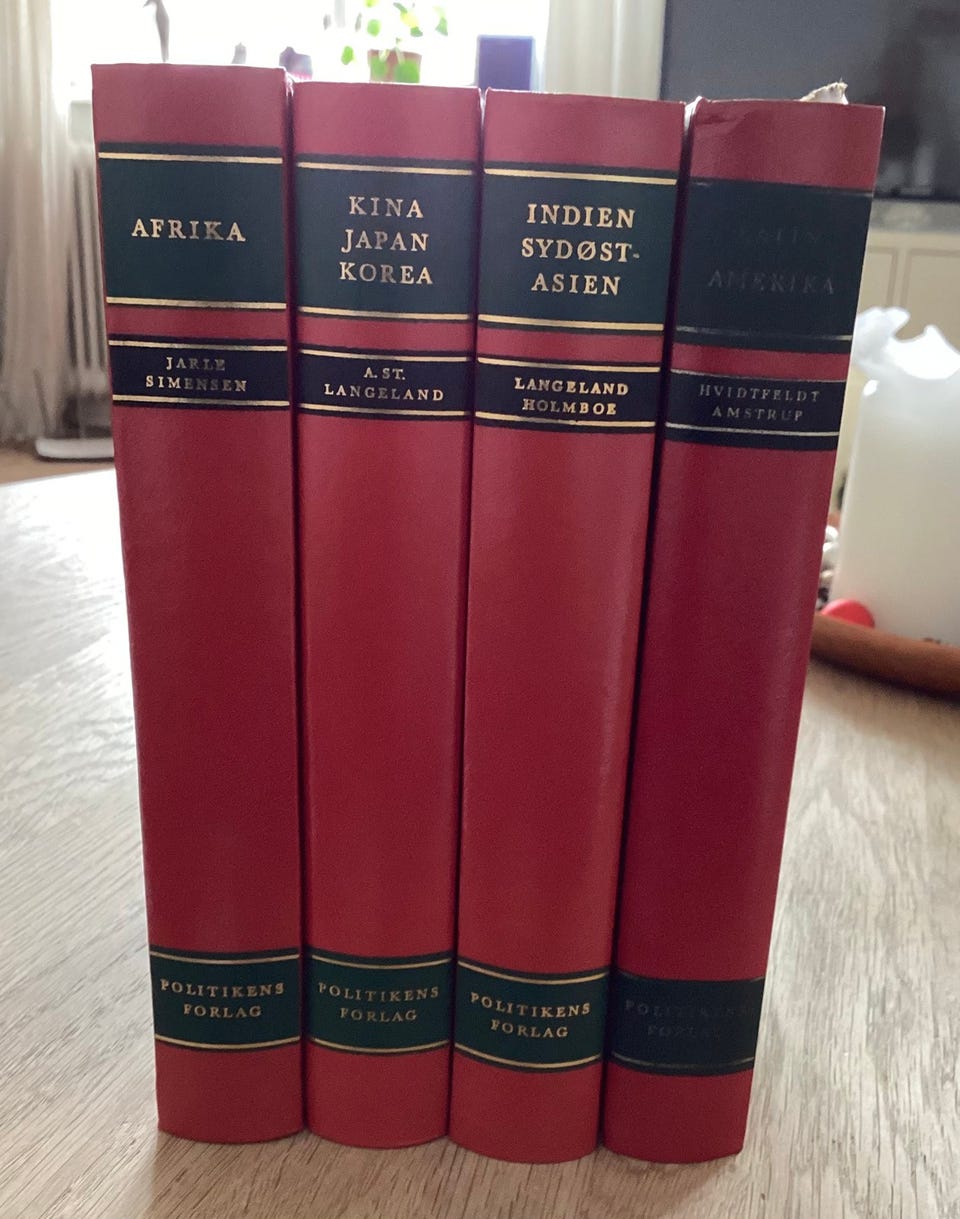 AFRIKA
JARLE
SIMENSEN
POLITIKENS
FORLAG
KINA
JAPAN
KOREA
A. ST.
LANGELAND
POLITIKENS
FORLAG
INDIEN
SYDØST-
ASIEN
LANGELAND
HOLMBOE
POLITIKENS
FORLAG
AMERIKA
HVIDTFELDT
AMSTRUP
POLITIKENS
FORLAG